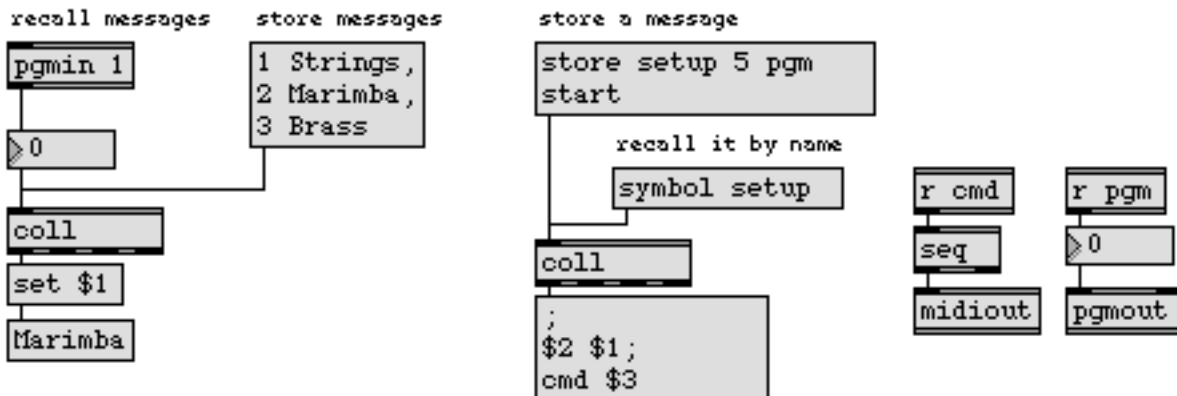 recall messages
store messages
pgmin 1
1 Strings,
2 Marimba,
3 Brass
0
coll
set $1
Marimba
store a message
store setup 5 pgm
start
recall it by name
symbol setup
coll
;
$2 $1;
cmd $3
r cmd
seq
midiout
r pgm
0
pgmout